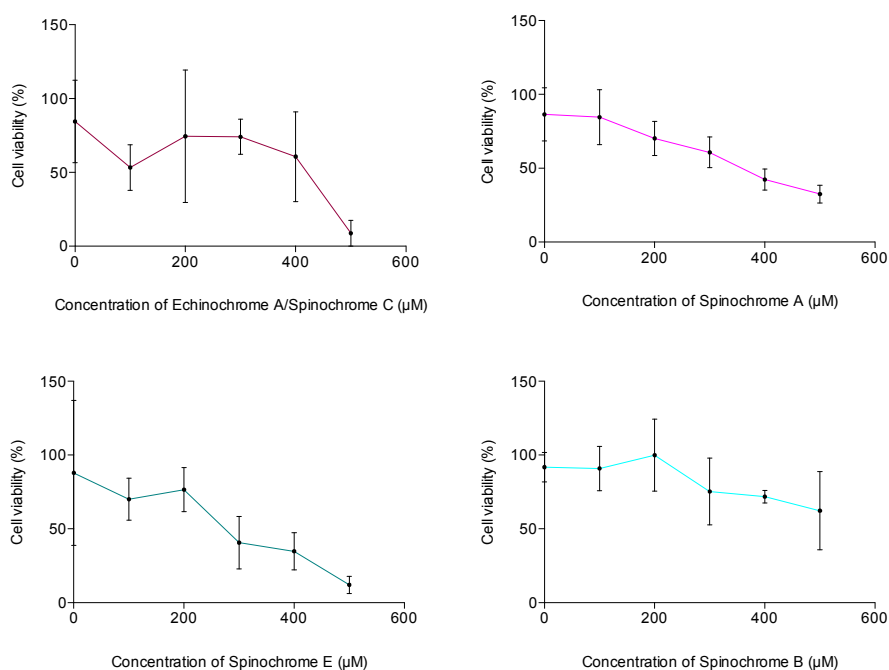 150
100
50
0
Cell viability (%)
0 200 400 600
Concentration of Echinochrome A/Spinochrome C (µM)
150
100
50
0
Cell viability (%)
0 200 400 600
Concentration of Spinochrome A (µM)
150
100
50
0
Cell viability (%)
0 200 400 600
Concentration of Spinochrome E (µM)
150
100
50
0
Cell viability (%)
0 200 400 600
Concentration of Spinochrome B (µM)